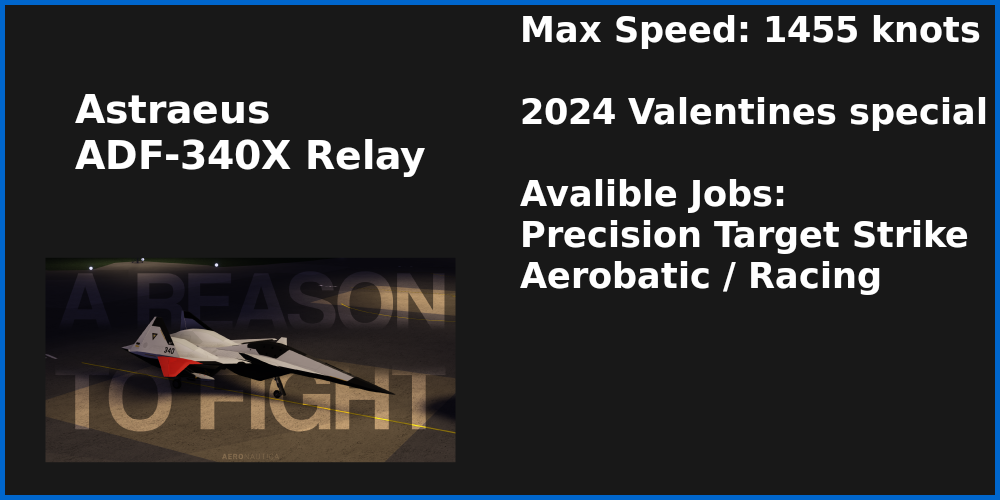 Astraeus
ADF-340X Relay
Max Speed: 1455 knots
2024 Valentines special
Avalible Jobs:
Precision Target Strike
Aerobatic / Racing
A REASON
TO FIGHT
340
AERONAUTICA